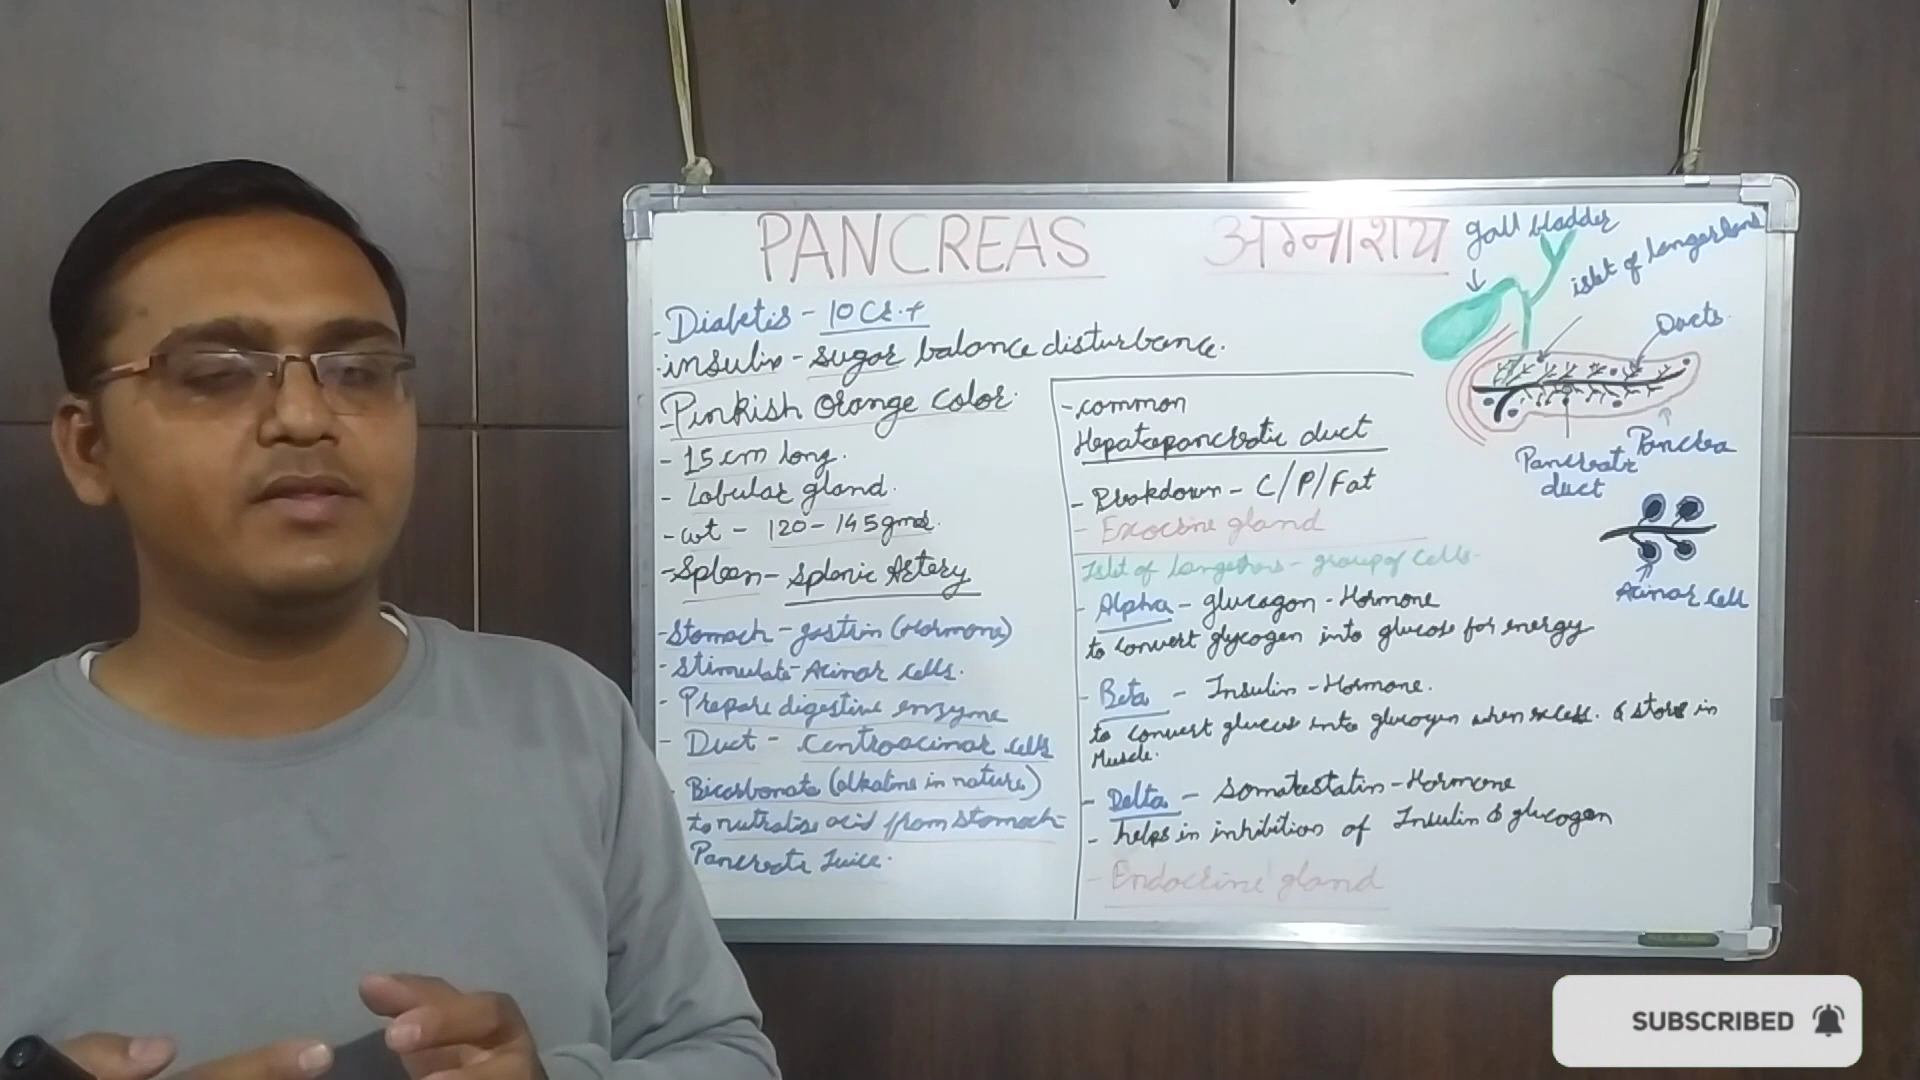 PANCREAS अग्नाशय
- Diabetis - 10 Cr.+
- insulin - sugar balance disturbance.
- Pinkish orange color.
- 15 cm long.
- Lobular gland.
- wt - 120 - 145 gms.
- Spleen - Splenic Artery
- Stomach - gastrin (Hormone)
- Stimulate - Acinar cells.
- Prepare digestive enzyme
- Duct - centroacinar cells
- Bicarbonate (alkaline in nature)
to nutralise acid from stomach
Pancreatic Juice.
- common
Hepatopancreatic duct
- Breakdown - C/P/Fat
- Exocrine gland
Islet of langerhans - group of cells.
- Alpha - glucagon - Hormone
to convert glycogen into glucose for energy
- Beta - Insulin - Hormone.
to convert glucose into glucogen when excess. & store in
Muscle.
- Delta - Somatostatin - Hormone
- helps in inhibition of Insulin & glucogon
- Endocrine gland
gall bladder
islet of langerhans
Ducts
Pancrea
Pancreatic
duct
Acinar cell
SUBSCRIBED